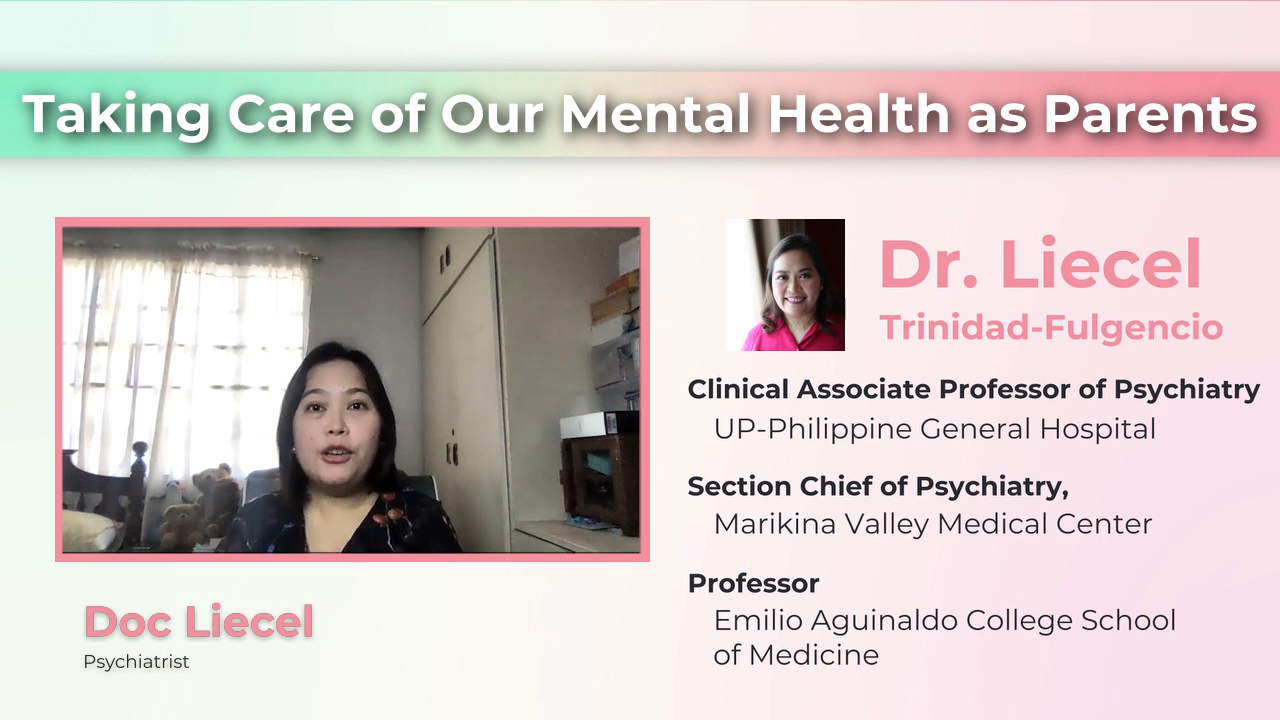 Taking Care of Our Mental Health as Parents
Dr. Liecel
Trinidad-Fulgencio
Clinical Associate Professor of Psychiatry
UP-Philippine General Hospital
Section Chief of Psychiatry,
Marikina Valley Medical Center
Professor
Emilio Aguinaldo College School
of Medicine
Doc Liecel
Psychiatrist